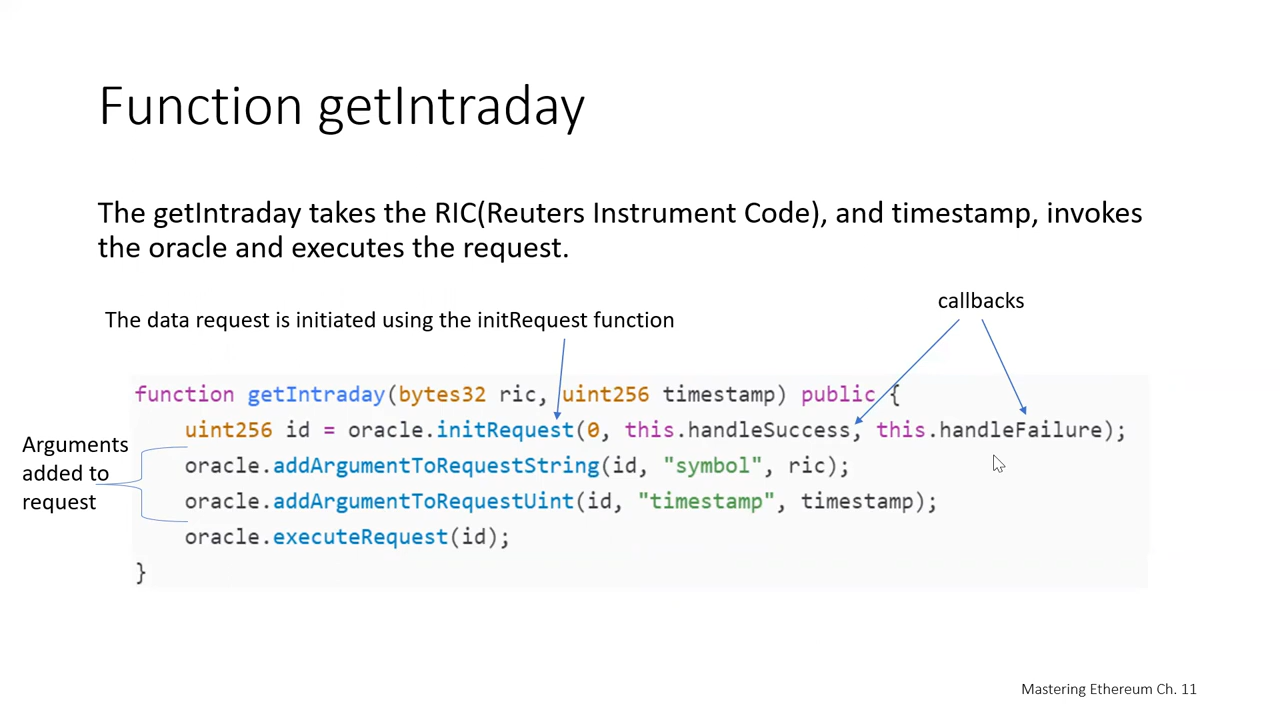 Function getIntraday
The getIntraday takes the RIC(Reuters Instrument Code), and timestamp, invokes
the oracle and executes the request.
callbacks
The data request is initiated using the initRequest function
function getIntraday(bytes32 ric, uint256 timestamp) public {
uint256 id = oracle.initRequest(0, this.handleSuccess, this.handleFailure);
Arguments
added to
request
oracle.addArgumentToRequestString(id, "symbol", ric);
oracle.addArgumentToRequestUint(id, "timestamp", timestamp);
oracle.executeRequest(id);
}
Mastering Ethereum Ch. 11